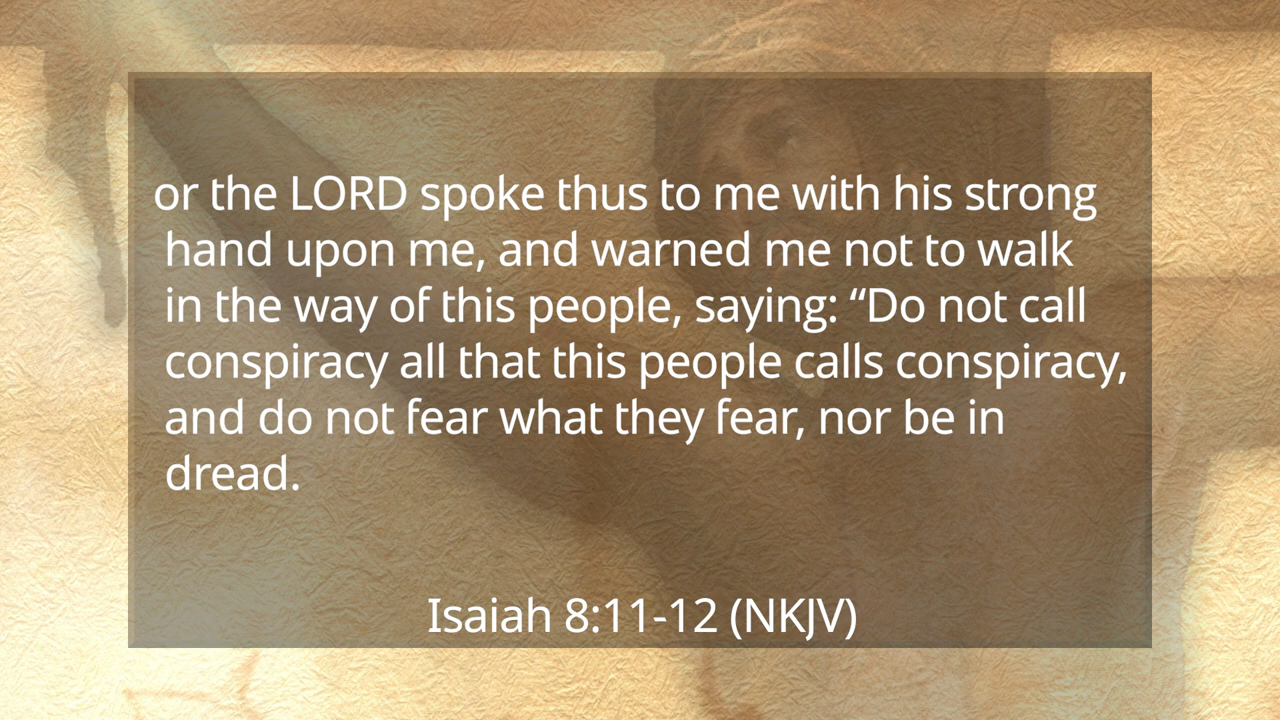 or the LORD spoke thus to me with his strong
hand upon me, and warned me not to walk
in the way of this people, saying: “Do not call
conspiracy all that this people calls conspiracy,
and do not fear what they fear, nor be in
dread.
Isaiah 8:11-12 (NKJV)